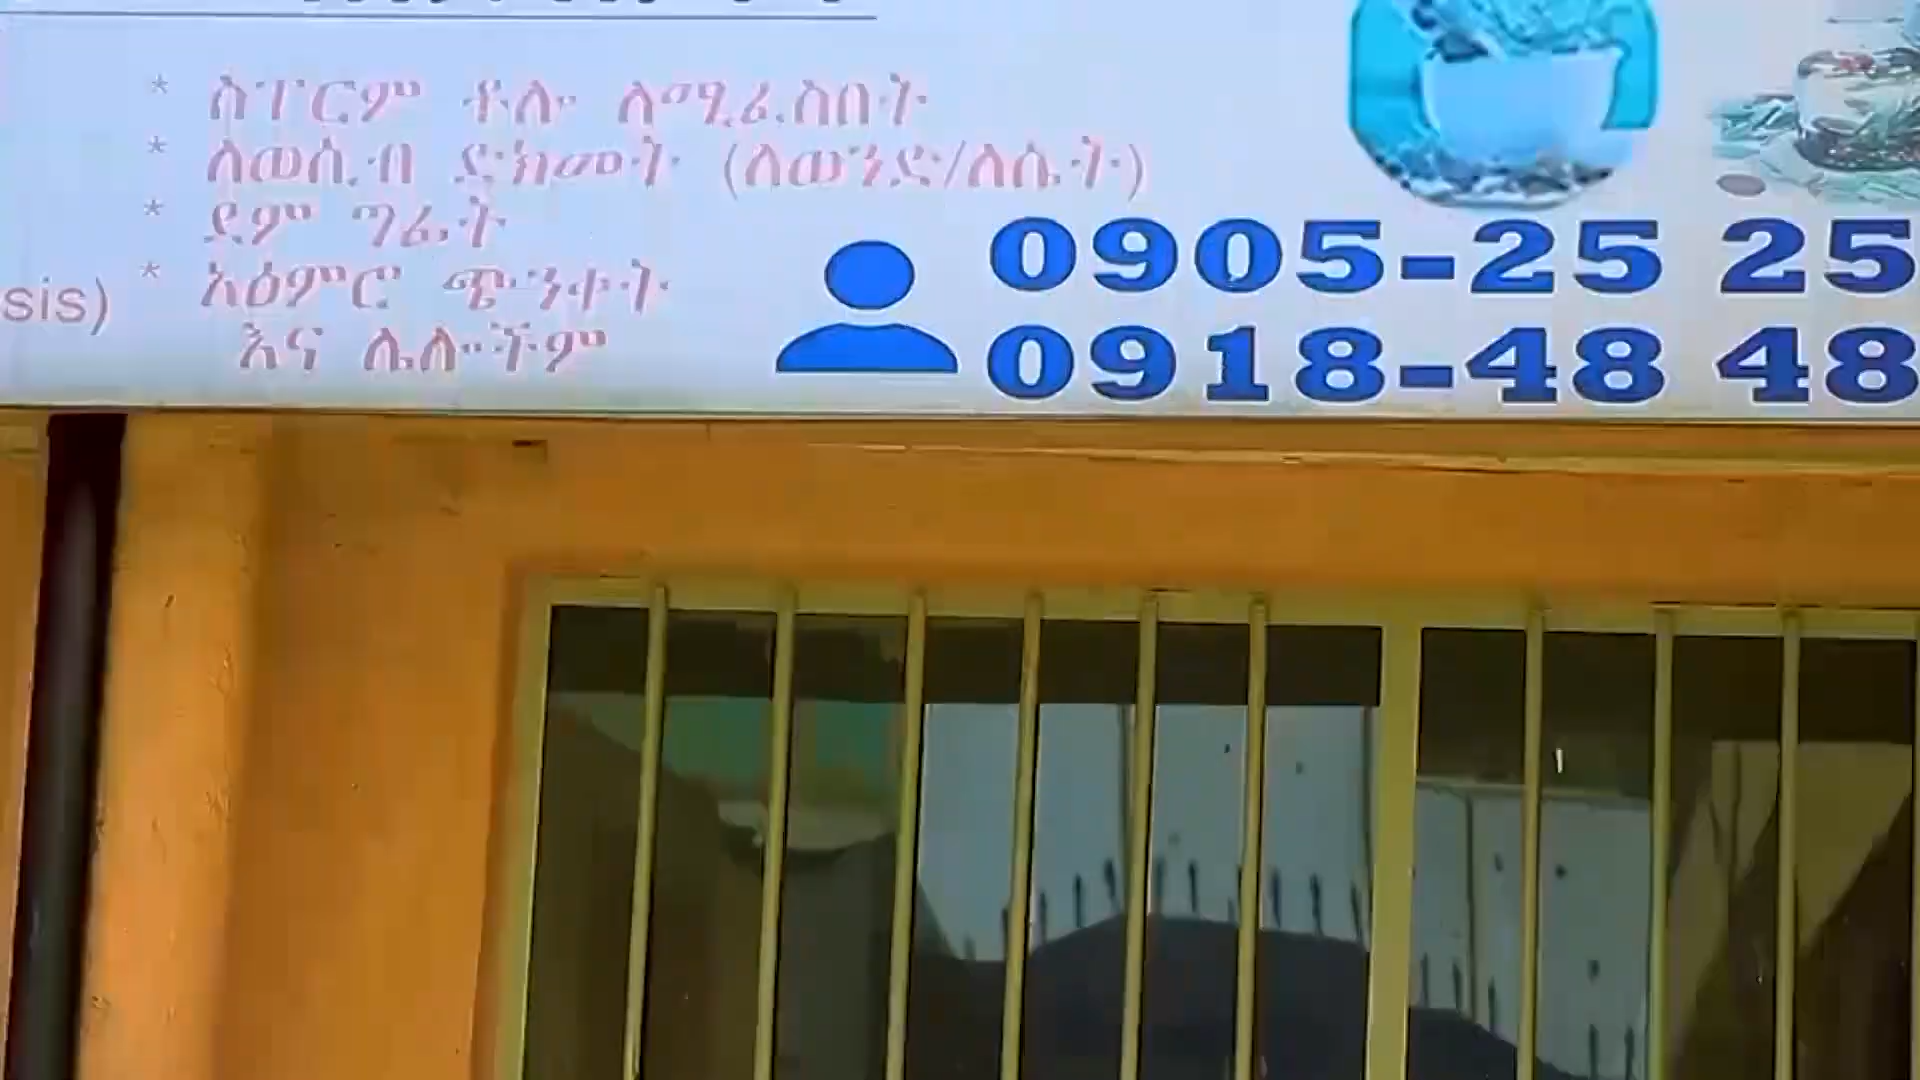 * ስፐርም ቶሎ ለሚፈስበት
* ለወሲብ ድክመት (ለወንድ/ለሴት)
* ደም ግፊት
sis) * አዕምሮ ጭንቀት
እና ሌሎችም
0905-25 25
0918-48 48